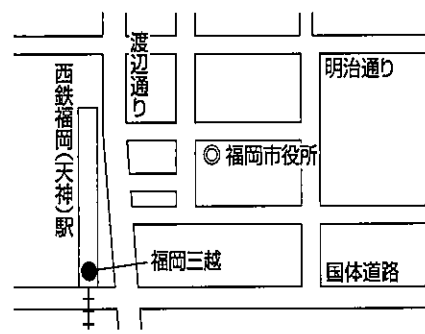 渡辺通り
明治通り
西鉄福岡(天神)駅
◎福岡市役所
福岡三越
国体道路